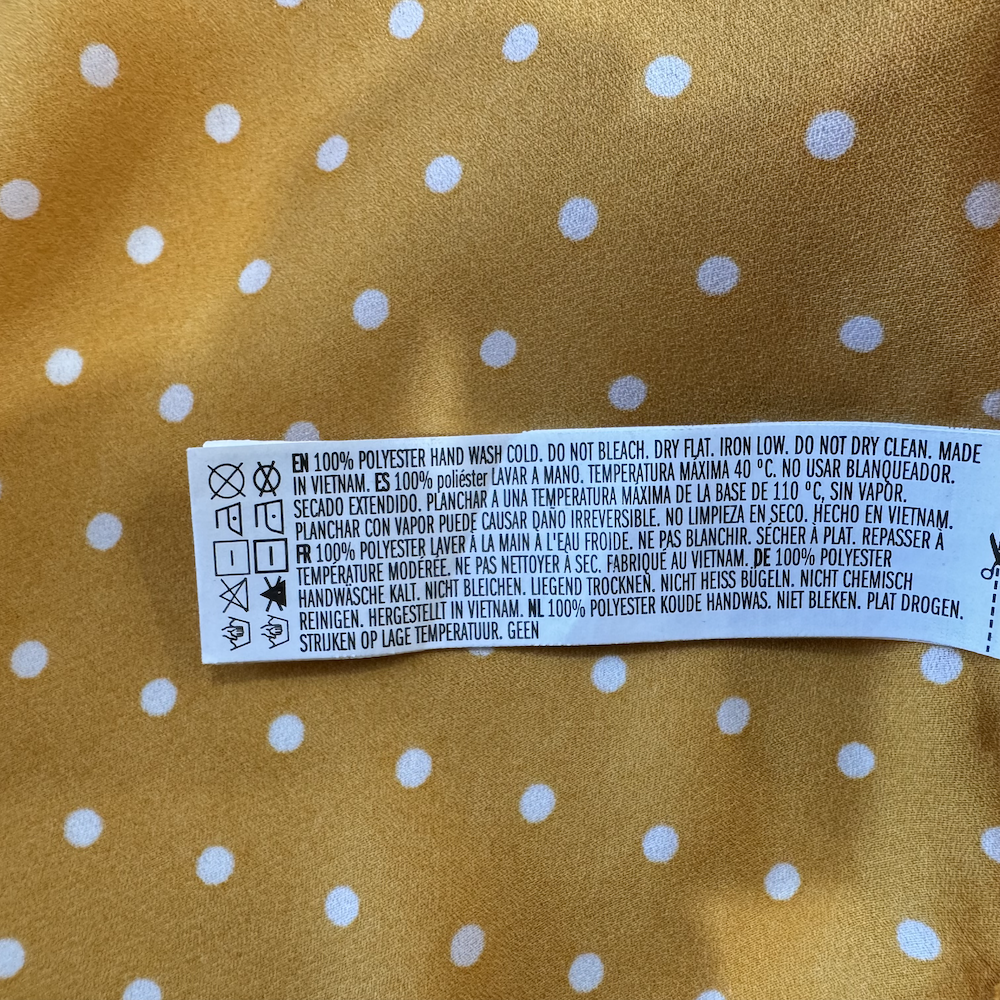 EN 100% POLYESTER HAND WASH COLD. DO NOT BLEACH. DRY FLAT. IRON LOW. DO NOT DRY CLEAN. MADE
IN VIETNAM. ES 100% poliéster LAVAR A MANO. TEMPERATURA MÁXIMA 40 ºC. NO USAR BLANQUEADOR.
SECADO EXTENDIDO. PLANCHAR A UNA TEMPERATURA MÁXIMA DE LA BASE DE 110 ºC, SIN VAPOR.
PLANCHAR CON VAPOR PUEDE CAUSAR DAÑO IRREVERSIBLE. NO LIMPIEZA EN SECO. HECHO EN VIETNAM.
FR 100% POLYESTER LAVER À LA MAIN À L'EAU FROIDE. NE PAS BLANCHIR. SÉCHER À PLAT. REPASSER À
TEMPÉRATURE MODÉRÉE. NE PAS NETTOYER À SEC. FABRIQUÉ AU VIETNAM. DE 100% POLYESTER
HANDWÄSCHE KALT. NICHT BLEICHEN. LIEGEND TROCKNEN. NICHT HEISS BÜGELN. NICHT CHEMISCH
REINIGEN. HERGESTELLT IN VIETNAM. NL 100% POLYESTER KOUDE HANDWAS. NIET BLEKEN. PLAT DROGEN.
STRIJKEN OP LAGE TEMPERATUUR. GEEN